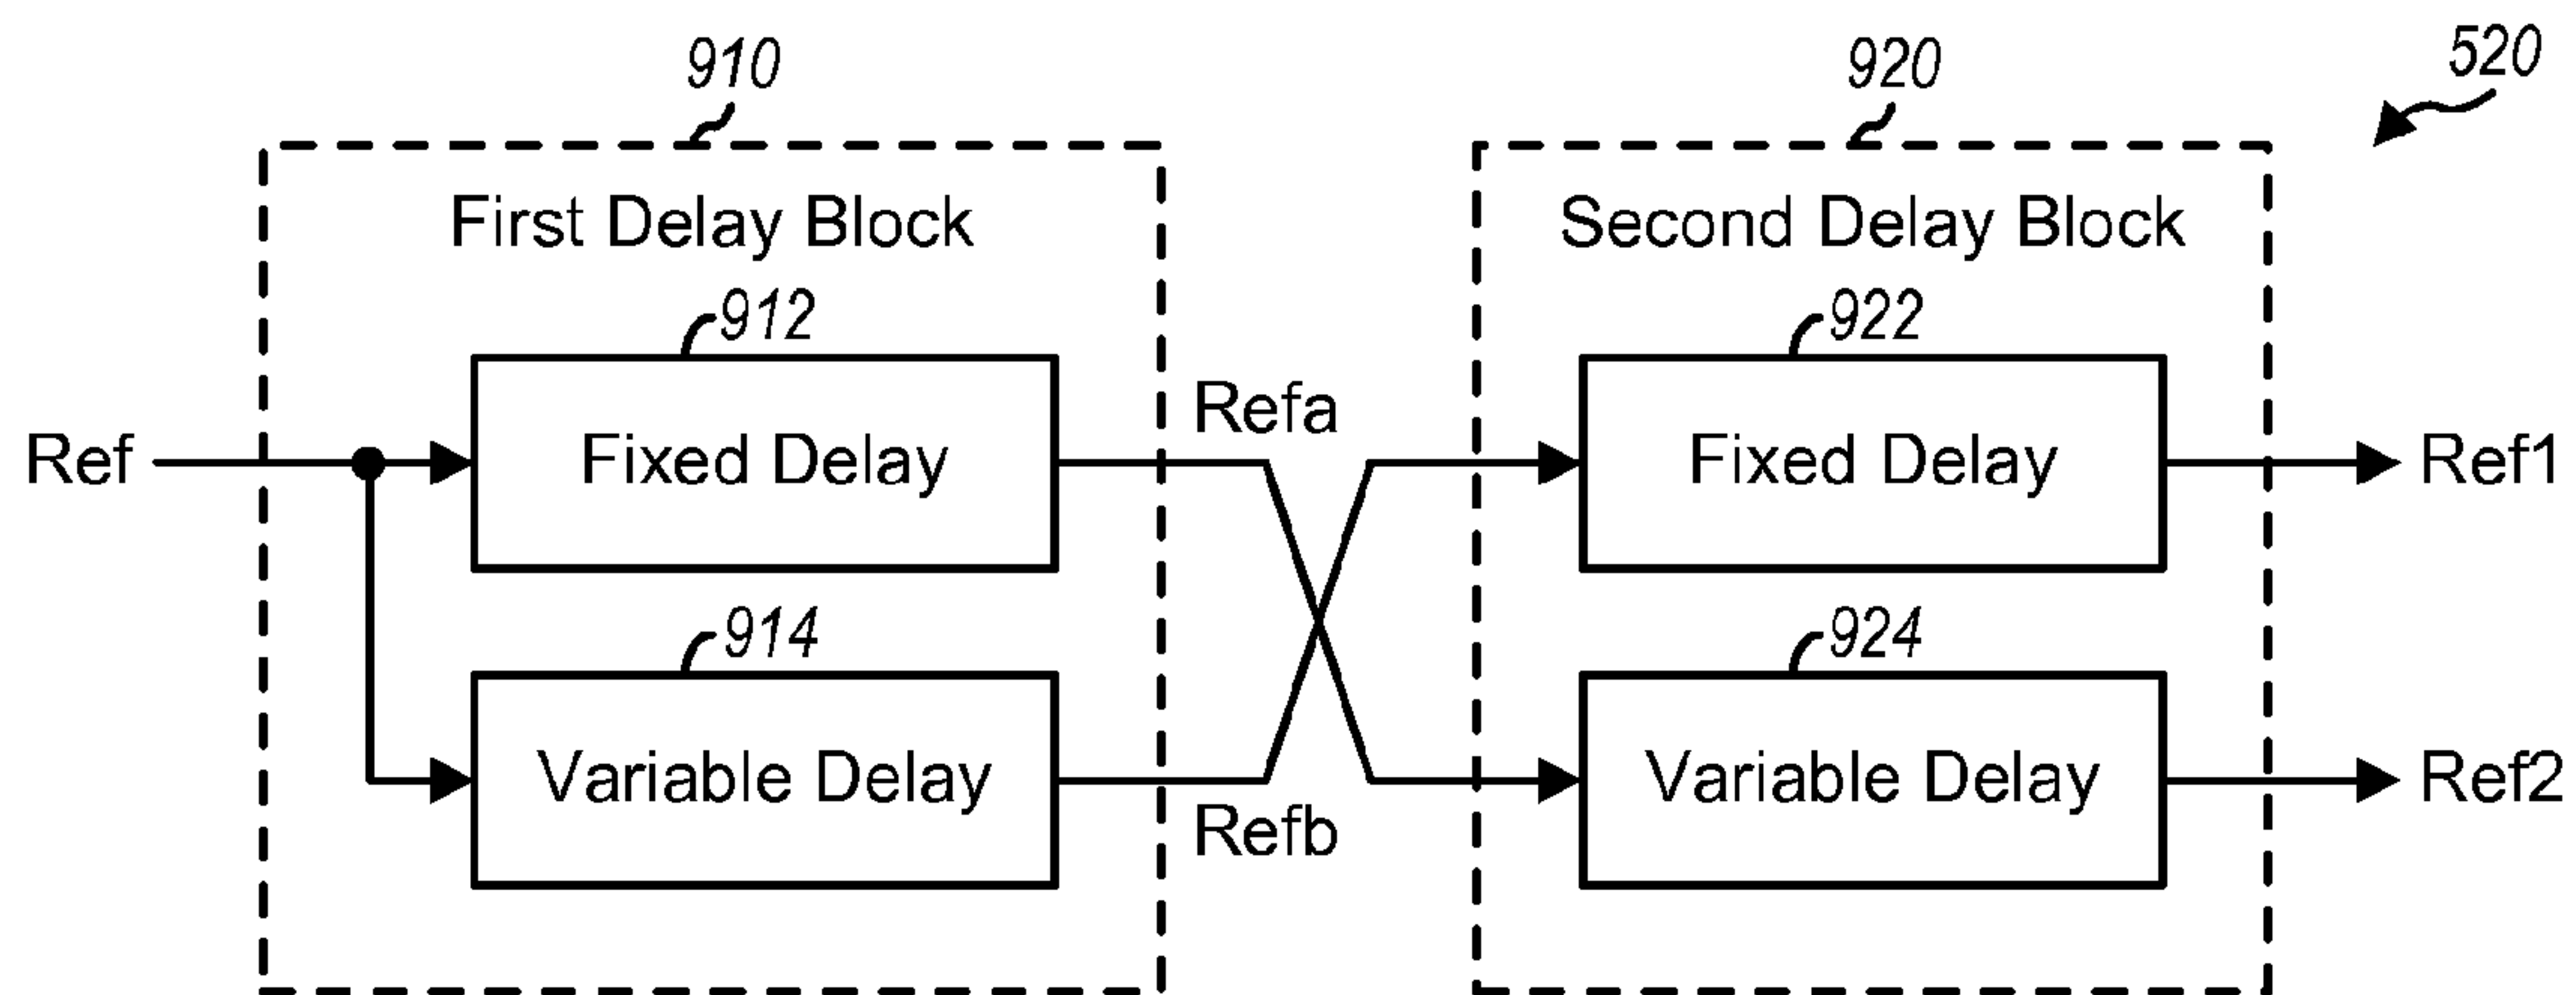 910
920
520
First Delay Block
Second Delay Block
912
922
Refa
Ref
Fixed Delay
Fixed Delay
Ref1
914
924
Variable Delay
Variable Delay
Ref2
Refb